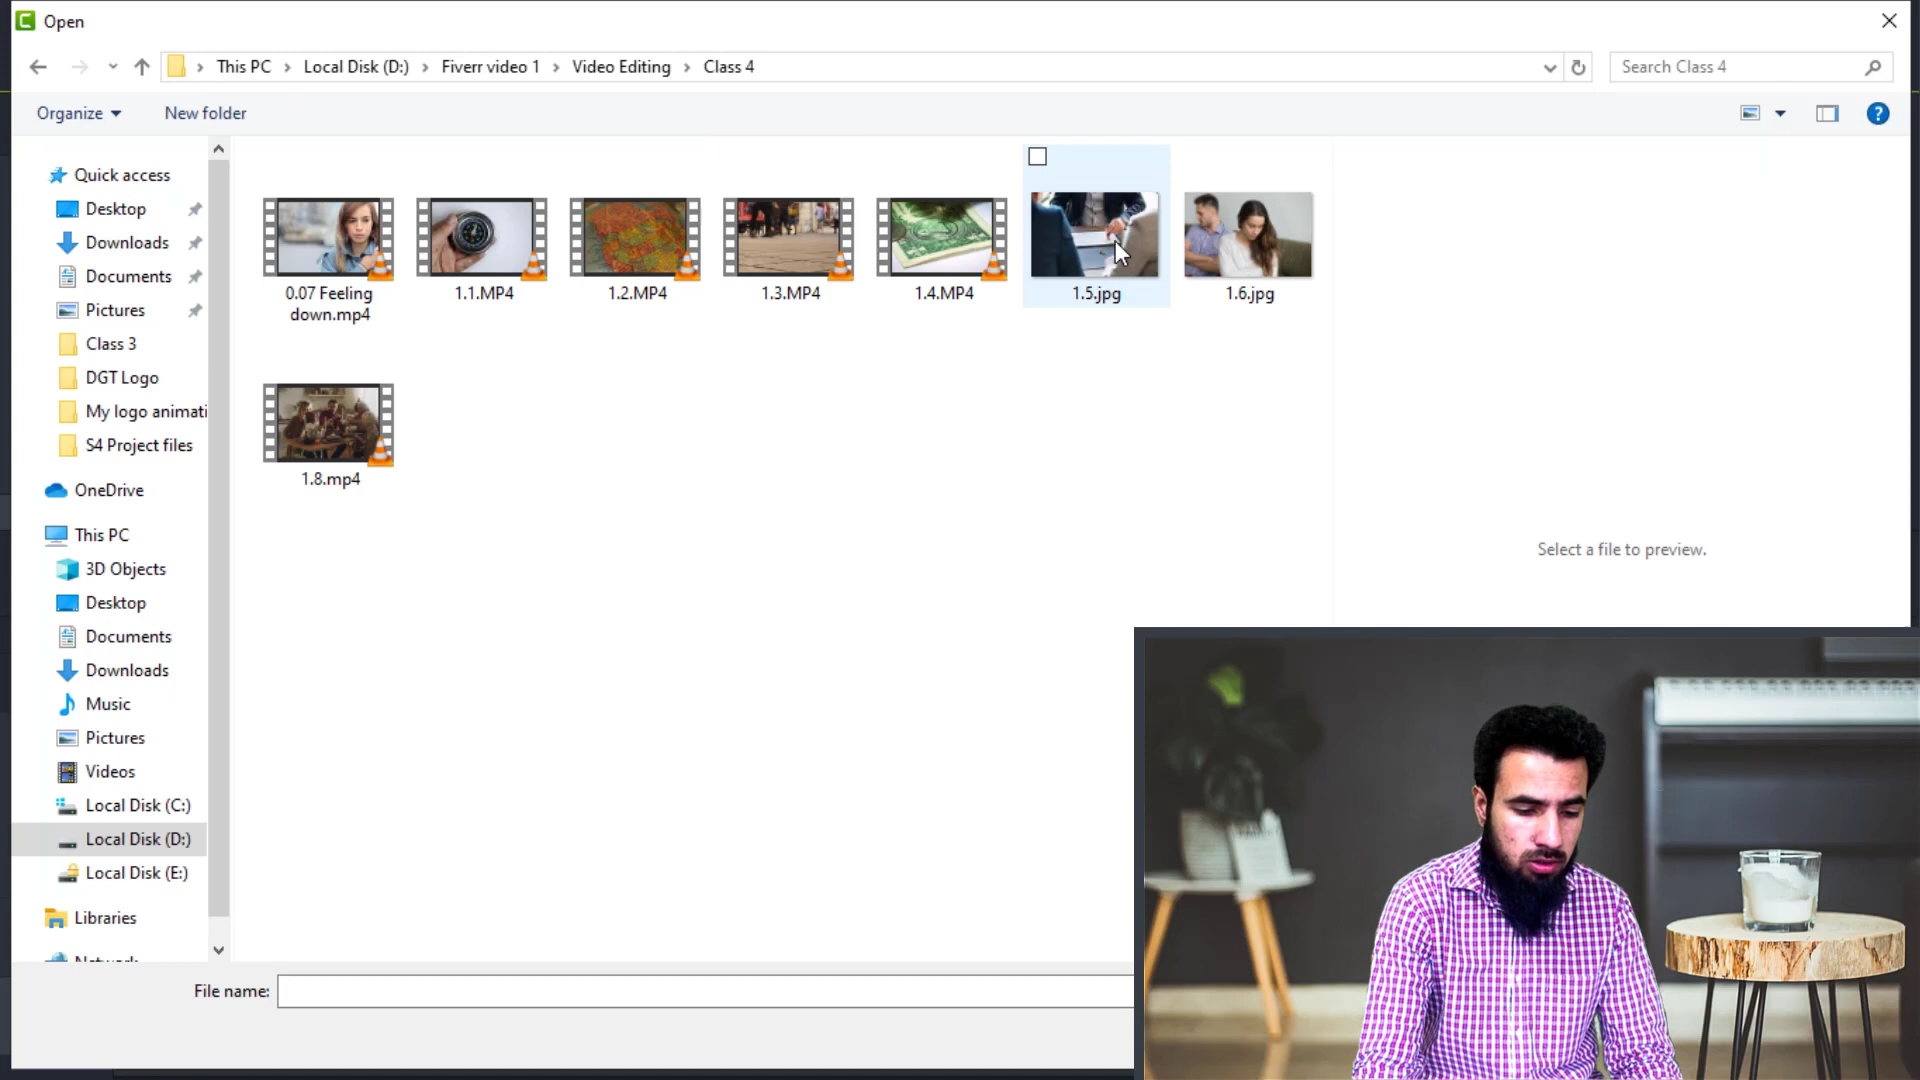 Open
This PC
Local Disk (D:)
Fiverr video 1
Video Editing
Class 4
Search Class 4
Organize
New folder
Quick access
Desktop
Downloads
Documents
Pictures
Class 3
DGT Logo
My logo animati
S4 Project files
OneDrive
This PC
3D Objects
Desktop
Documents
Downloads
Music
Pictures
Videos
Local Disk (C:)
Local Disk (D:)
Local Disk (E:)
Libraries
0.07 Feeling
down.mp4
1.1.MP4
1.2.MP4
1.3.MP4
1.4.MP4
1.5.jpg
1.6.jpg
1.8.mp4
Select a file to preview.
File name: